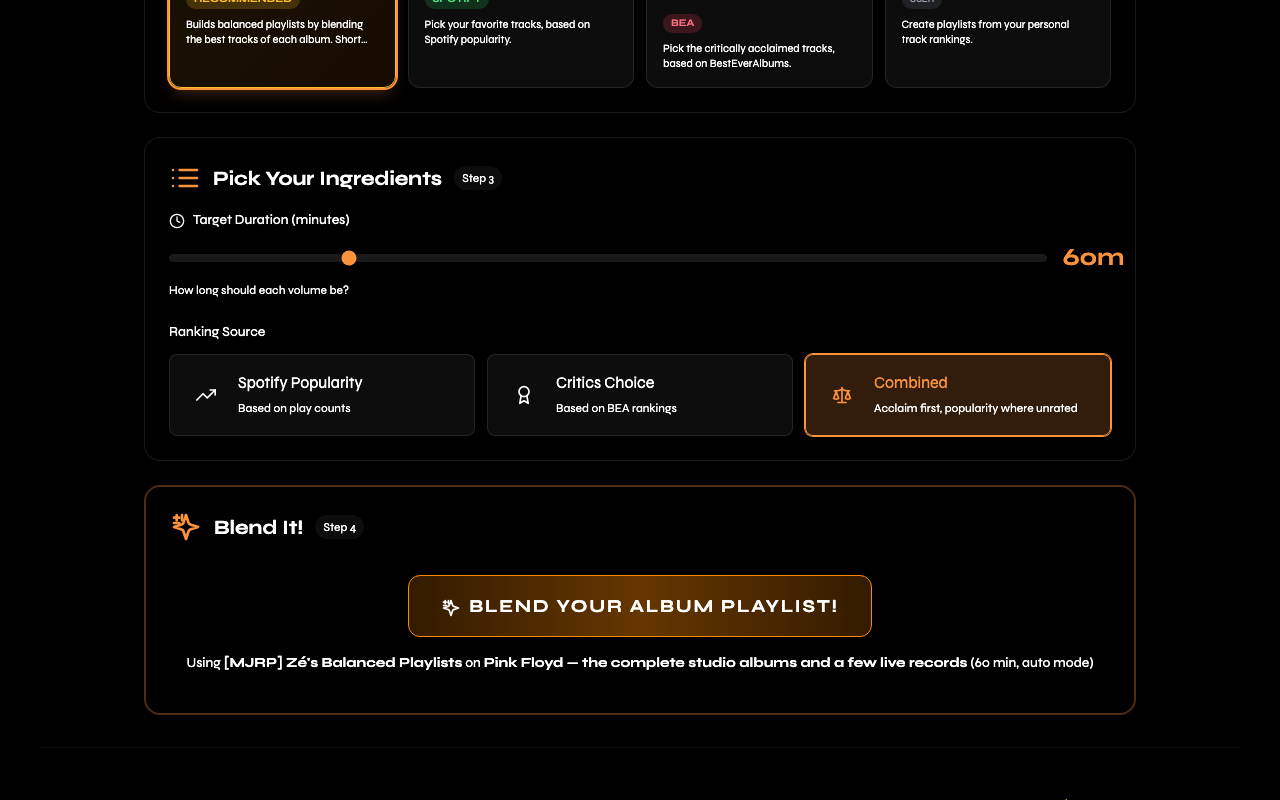 RECOMMENDED
Builds balanced playlists by blending
the best tracks of each album. Short...
SPOTIFY
Pick your favorite tracks, based on
Spotify popularity.
BEA
Pick the critically acclaimed tracks,
based on BestEverAlbums.
USER
Create playlists from your personal
track rankings.
Pick Your Ingredients Step 3
Target Duration (minutes)
60m
How long should each volume be?
Ranking Source
Spotify Popularity
Based on play counts
Critics Choice
Based on BEA rankings
Combined
Acclaim first, popularity where unrated
Blend It! Step 4
BLEND YOUR ALBUM PLAYLIST!
Using [MJRP] Zé's Balanced Playlists on Pink Floyd — the complete studio albums and a few live records (60 min, auto mode)